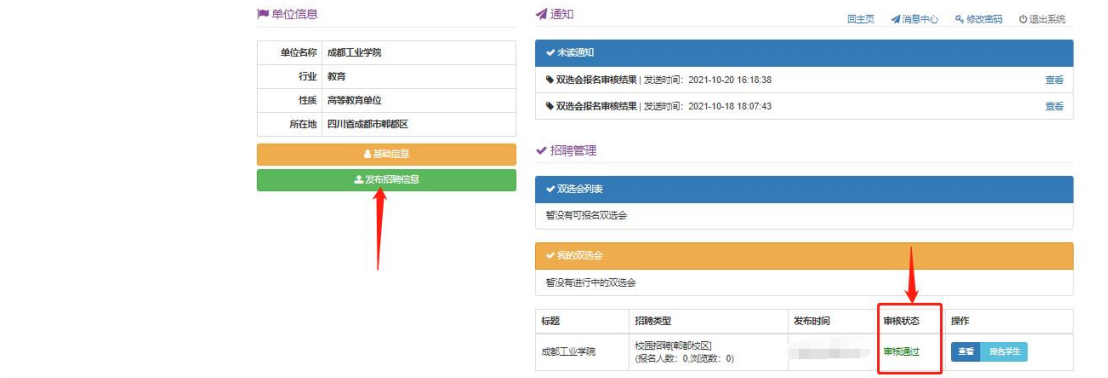 单位信息
单位名称 成都工业学院
行业 教育
性质 高等教育单位
所在地 四川省成都市郫都区
基础信息
发布招聘信息
通知
回主页 消息中心 修改密码 退出系统
未读通知
双选会报名审核结果 | 发送时间：2021-10-20 16:18:38 查看
双选会报名审核结果 | 发送时间：2021-10-18 18:07:43 查看
招聘管理
双选会列表
暂没有可报名双选会
我的双选会
暂没有进行中的双选会
标题 招聘类型 发布时间 审核状态 操作
成都工业学院 校园招聘[郫都校区] 审核通过 查看 报名学生
(报名人数：0,浏览数：0)